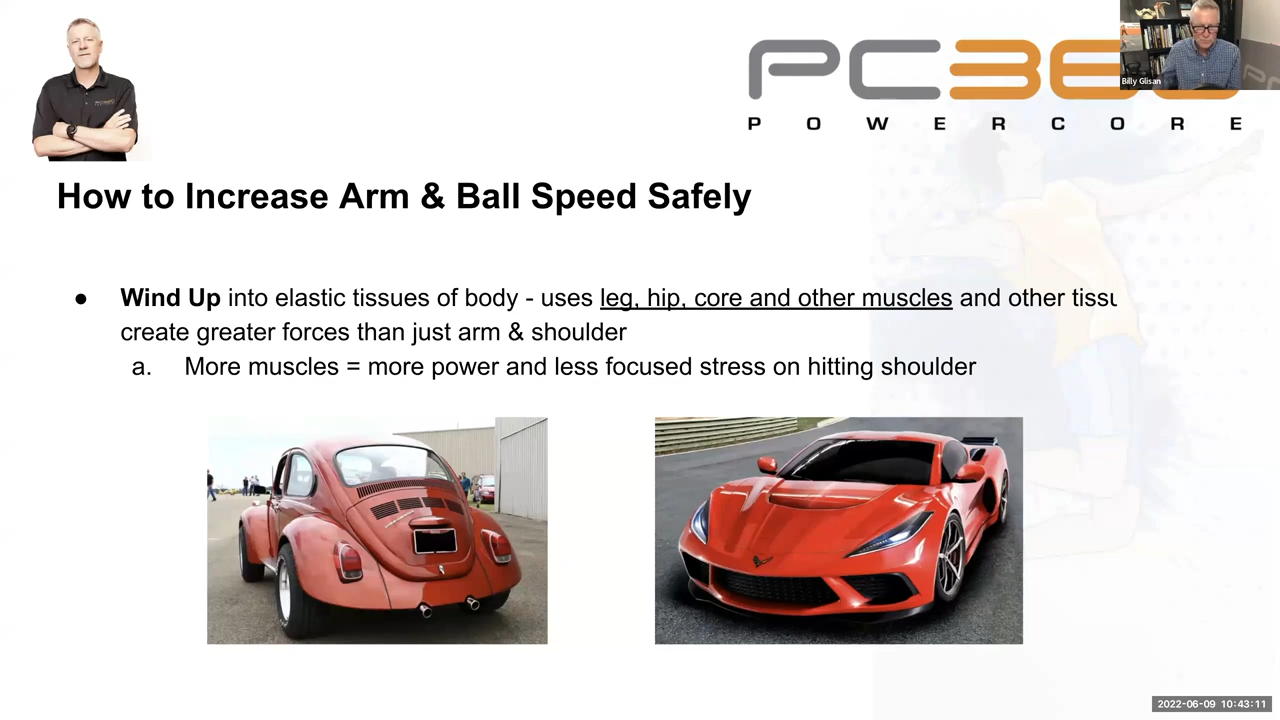 PC36
Billy Glisan
POWERCORE
How to Increase Arm & Ball Speed Safely
● Wind Up into elastic tissues of body - uses leg, hip, core and other muscles and other
create greater forces than just arm & shoulder
a. More muscles = more power and less focused stress on hitting shoulder
2022-06-09 10:43:11